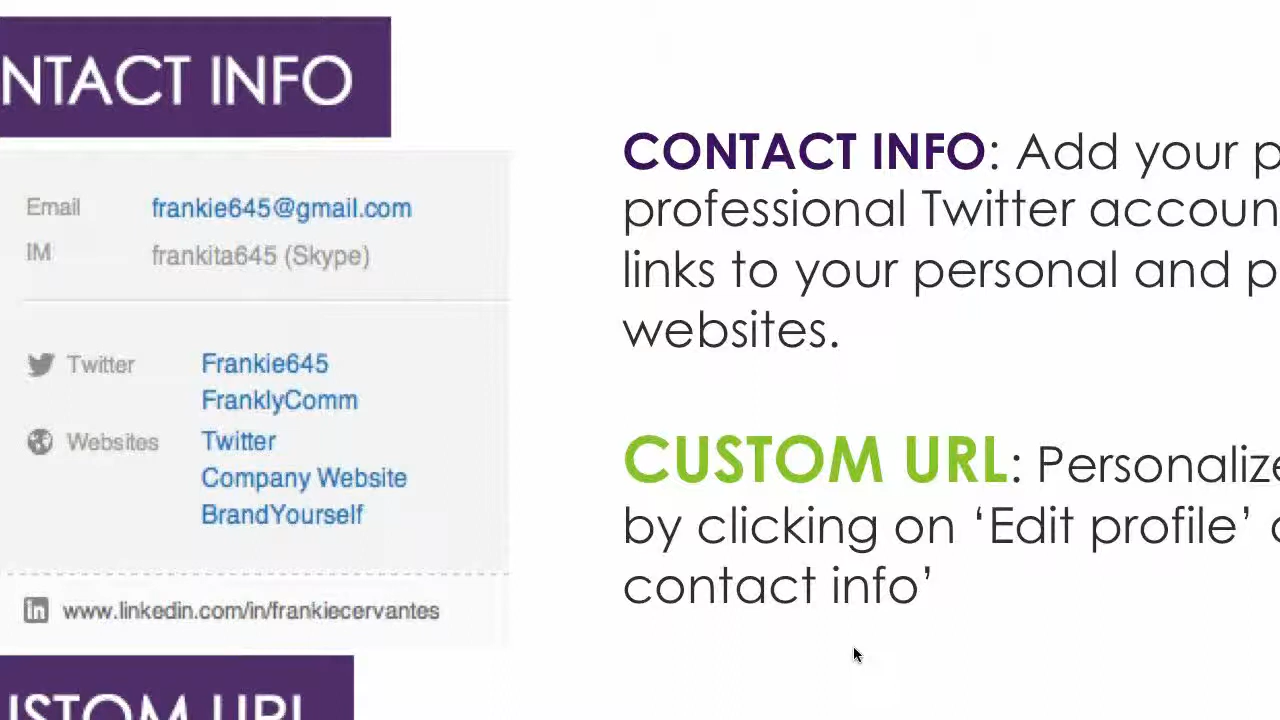 NTACT INFO
Email frankie645@gmail.com
IM frankita645 (Skype)
Twitter Frankie645
FranklyComm
Websites Twitter
Company Website
BrandYourself
www.linkedin.com/in/frankiecervantes
USTOM URL
CONTACT INFO: Add your p
professional Twitter accoun
links to your personal and p
websites.
CUSTOM URL: Personalize
by clicking on ‘Edit profile’
contact info’